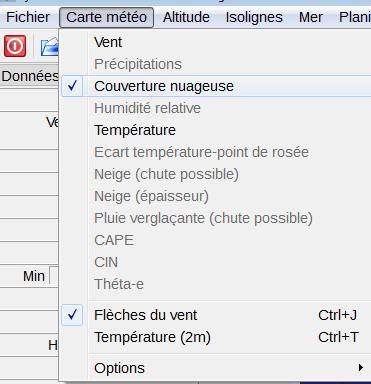 Fichier Carte météo Altitude Isolignes Mer Plani
Vent
Données
Précipitations
Couverture nuageuse
Humidité relative
Ve
Température
Ecart température-point de rosée
Neige (chute possible)
Neige (épaisseur)
Pluie verglaçante (chute possible)
CAPE
CIN
Min
Théta-e
Flèches du vent Ctrl+J
H
Température (2m) Ctrl+T
Options